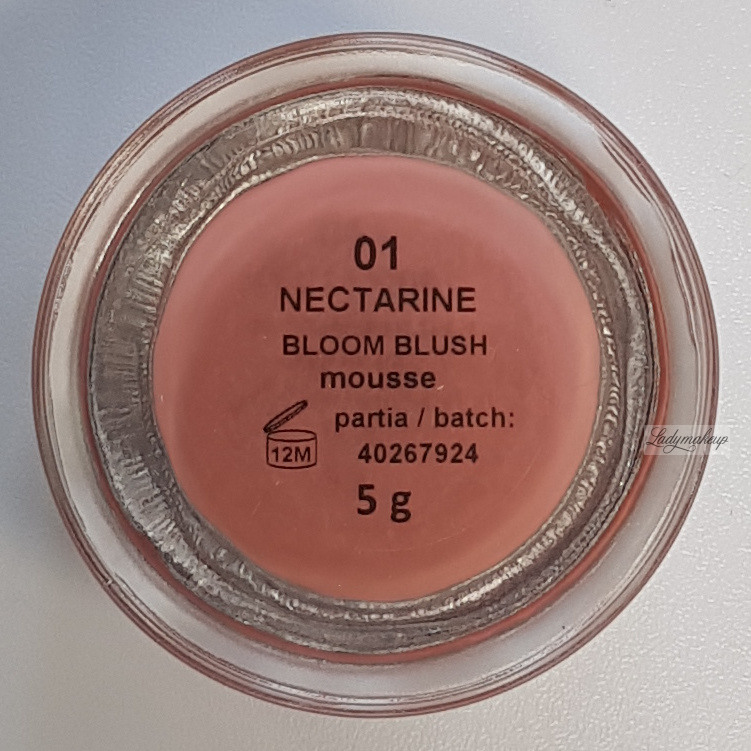 01
NECTARINE
BLOOM BLUSH
mousse
partia / batch:
12M
40267924
5 g
Ladymakeup